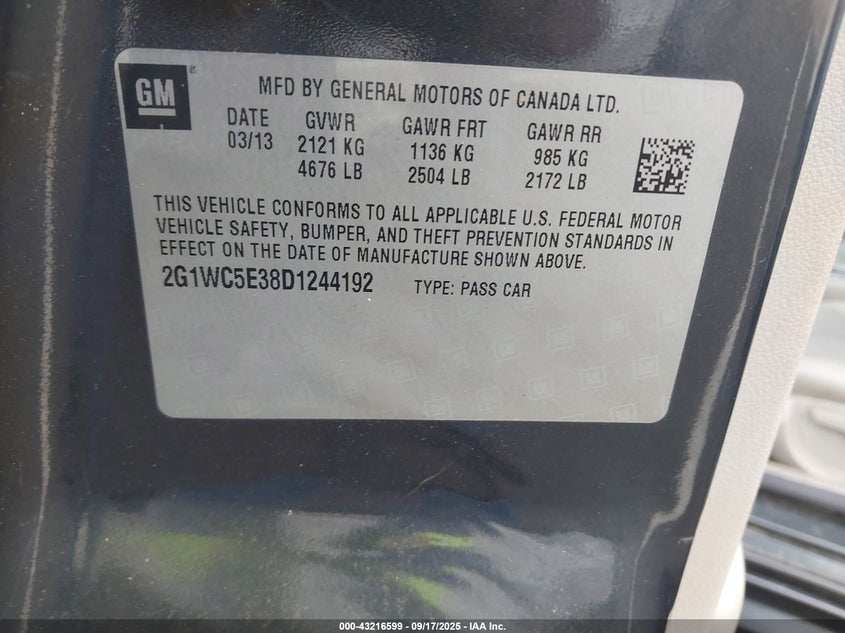 GM ®
MFD BY GENERAL MOTORS OF CANADA LTD.
DATE GVWR GAWR FRT GAWR RR
03/13 2121 KG 1136 KG 985 KG
4676 LB 2504 LB 2172 LB
THIS VEHICLE CONFORMS TO ALL APPLICABLE U.S. FEDERAL MOTOR
VEHICLE SAFETY, BUMPER, AND THEFT PREVENTION STANDARDS IN
EFFECT ON THE DATE OF MANUFACTURE SHOWN ABOVE.
2G1WC5E38D1244192 TYPE: PASS CAR
000-43216599 - 09/17/2025 - IAA Inc.